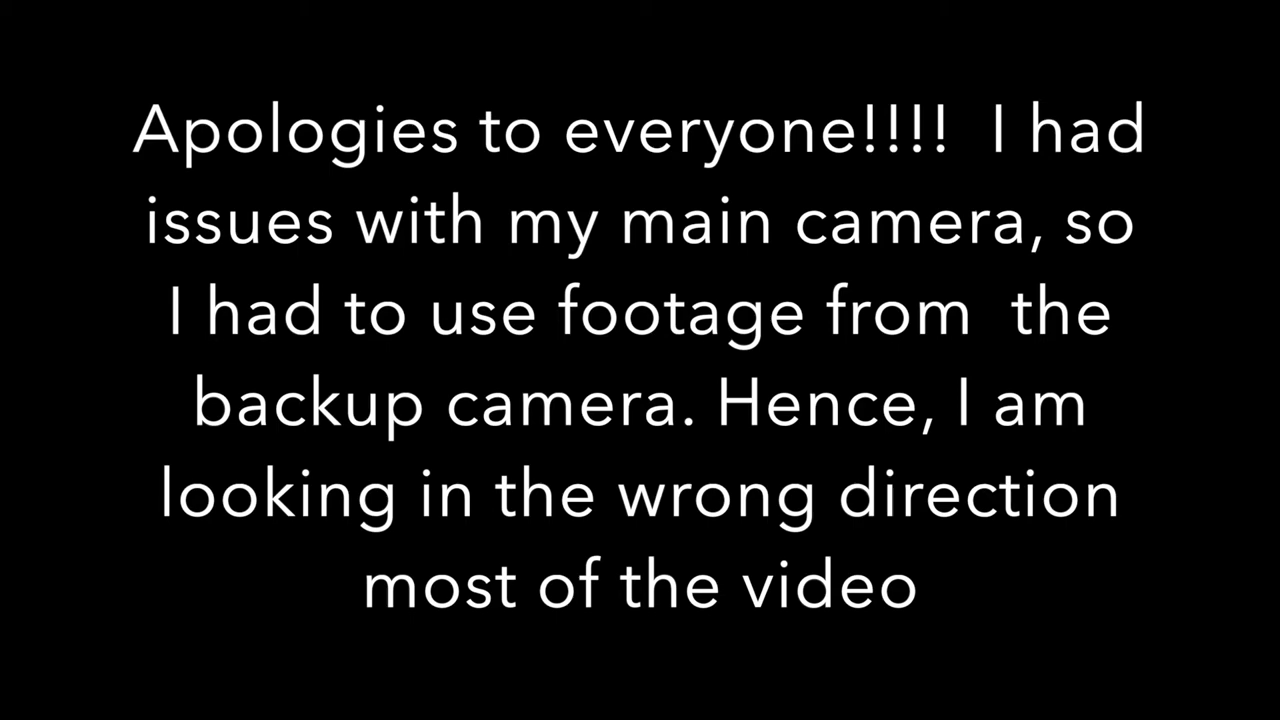 Apologies to everyone!!!!  I had
issues with my main camera, so
I had to use footage from  the
backup camera. Hence, I am
looking in the wrong direction
most of the video